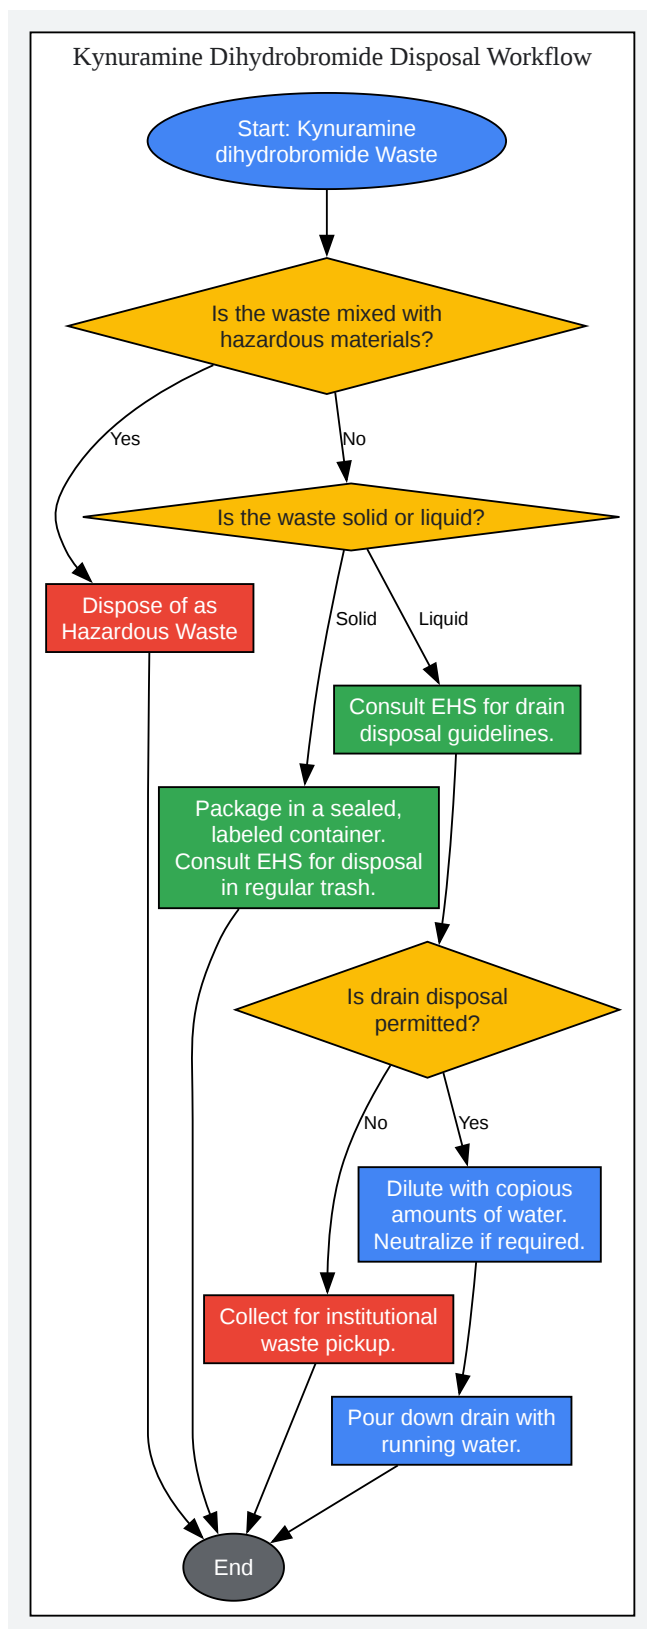 Kynuramine Dihydrobromide Disposal Workflow
Start: Kynuramine
dihydrobromide Waste
Is the waste mixed with
hazardous materials?
Yes
No
Is the waste solid or liquid?
Dispose of as
Hazardous Waste
Solid
Liquid
Consult EHS for drain
disposal guidelines.
Package in a sealed,
labeled container.
Consult EHS for disposal
in regular trash.
Is drain disposal
permitted?
No
Yes
Dilute with copious
amounts of water.
Neutralize if required.
Collect for institutional
waste pickup.
Pour down drain with
running water.
End